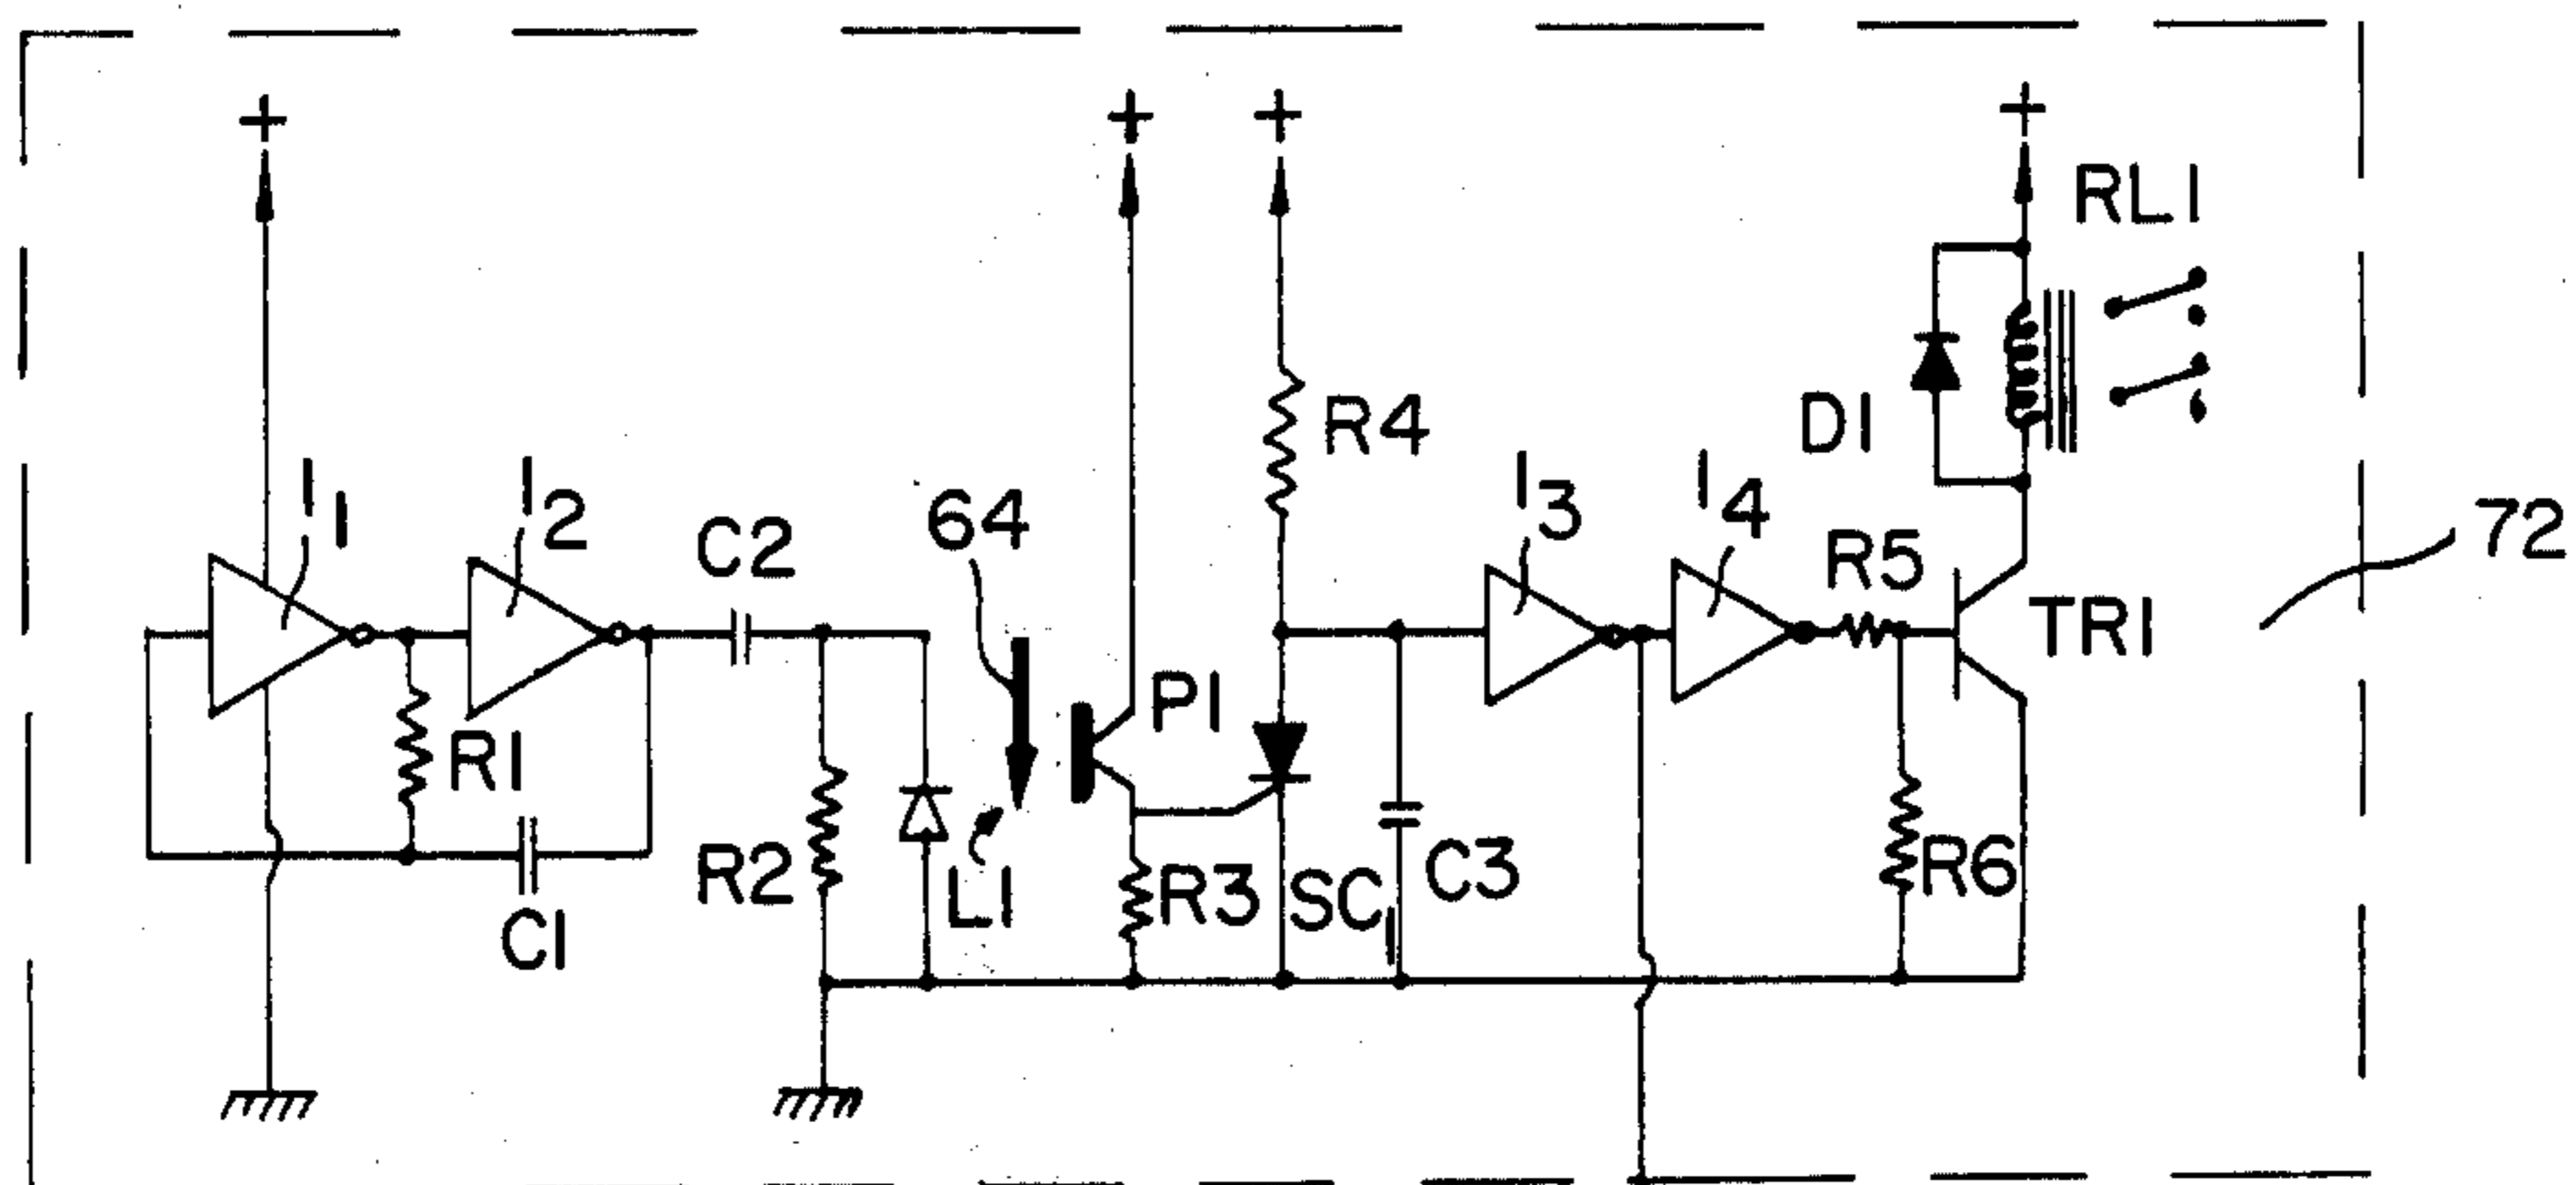 + + + +
RL1
D1
R4
I1
I2
C2
64
I3
I4
R5
72
TR1
P1
R1
R2
L1
R3
SC1
C3
R6
C1